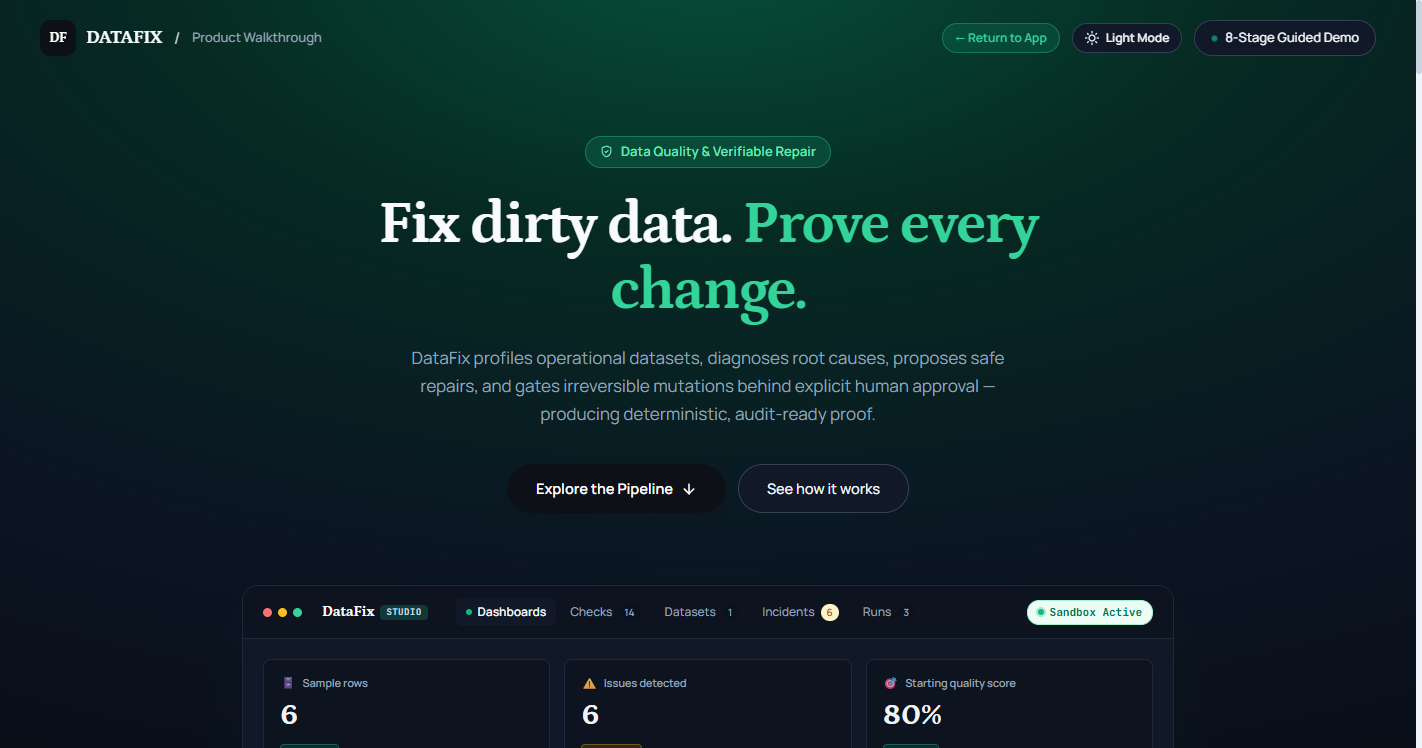 DF DATAFIX / Product Walkthrough
← Return to App
Light Mode
8-Stage Guided Demo
Data Quality & Verifiable Repair
Fix dirty data. Prove every
change.
DataFix profiles operational datasets, diagnoses root causes, proposes safe
repairs, and gates irreversible mutations behind explicit human approval —
producing deterministic, audit-ready proof.
Explore the Pipeline ↓
See how it works
DataFix STUDIO
Dashboards
Checks 14
Datasets 1
Incidents 6
Runs 3
Sandbox Active
Sample rows
6
Issues detected
6
Starting quality score
80%